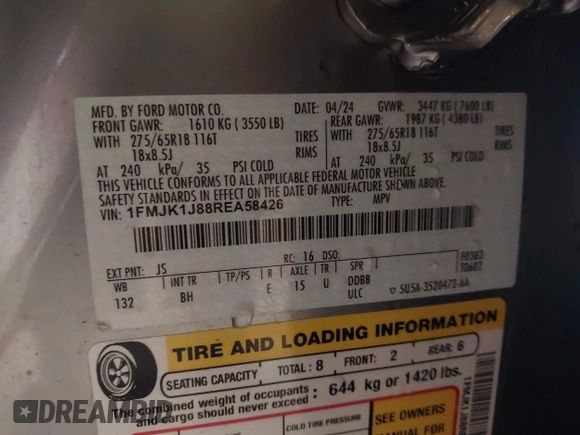 MFD. BY FORD MOTOR CO. DATE: 04/24 GVWR: 3447 KG ( 7600 LB)
FRONT GAWR: 1610 KG ( 3550 LB) REAR GAWR: 1987 KG ( 4380 LB)
WITH 275/65R18 116T TIRES WITH 275/65R18 116T TIRES
18x8.5J RIMS 18x8.5J RIMS
AT 240 kPa/ 35 PSI COLD AT 240 kPa/ 35 PSI COLD
THIS VEHICLE CONFORMS TO ALL APPLICABLE FEDERAL MOTOR VEHICLE
SAFETY STANDARDS IN EFFECT ON THE DATE OF MANUFACTURE SHOWN ABOVE.
VIN: 1FMJK1J88REA58426 TYPE: MPV
F0383
10682
EXT PNT: JS RC: 16 DSO:
WB INT TR TP/PS R AXLE TR SPR
132 BH E 15 U DDBB
ULC ▽ 5U5A-3520472-AA
TIRE AND LOADING INFORMATION
SEATING CAPACITY TOTAL: 8 FRONT: 2 REAR: 6
The combined weight of occupants
and cargo should never exceed: 644 kg or 1420 lbs.
COLD TIRE PRESSURE
SEE OWNERS
DREAMBID